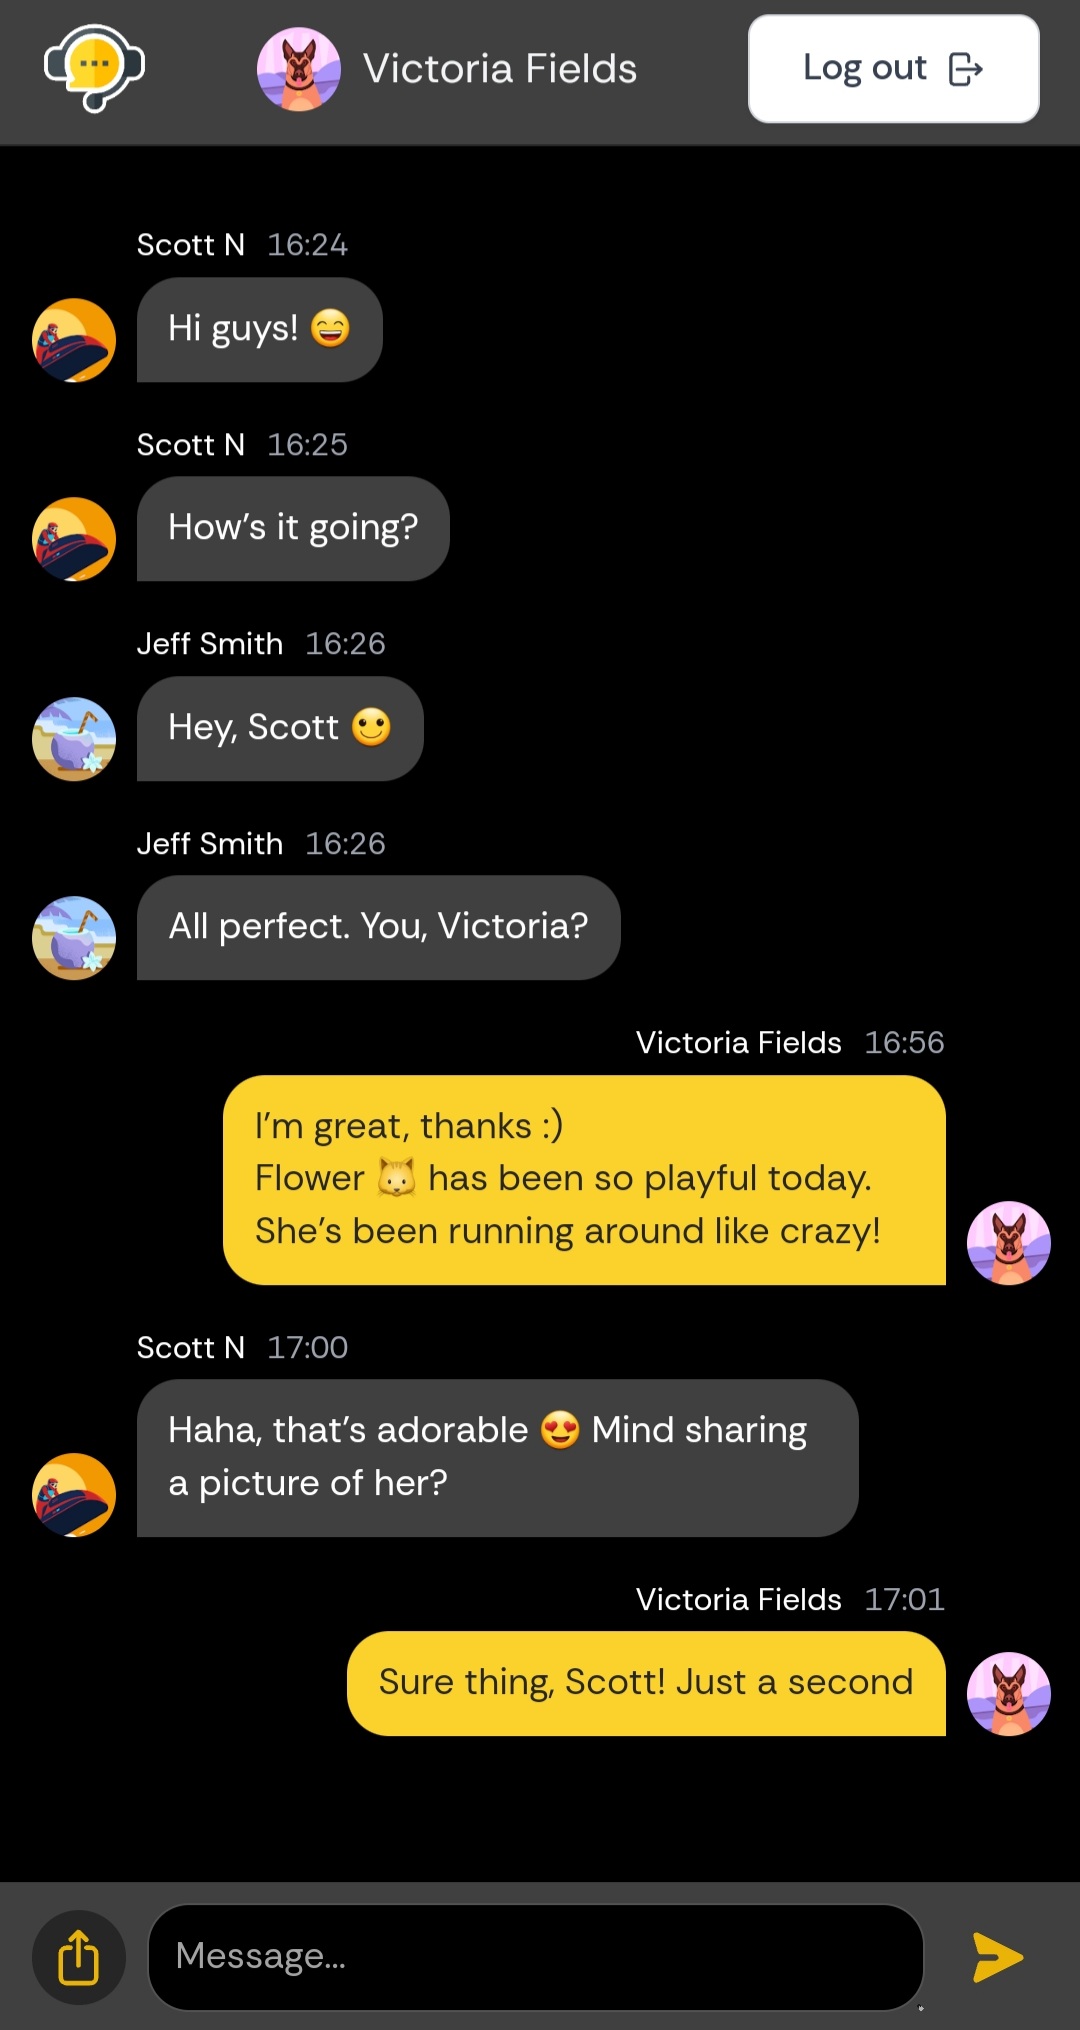 Victoria Fields
Log out
Scott N 16:24
Hi guys! 😄
Scott N 16:25
How’s it going?
Jeff Smith 16:26
Hey, Scott 🙂
Jeff Smith 16:26
All perfect. You, Victoria?
Victoria Fields 16:56
I’m great, thanks :)
Flower 🐱 has been so playful today.
She’s been running around like crazy!
Scott N 17:00
Haha, that’s adorable 😍 Mind sharing
a picture of her?
Victoria Fields 17:01
Sure thing, Scott! Just a second
Message...